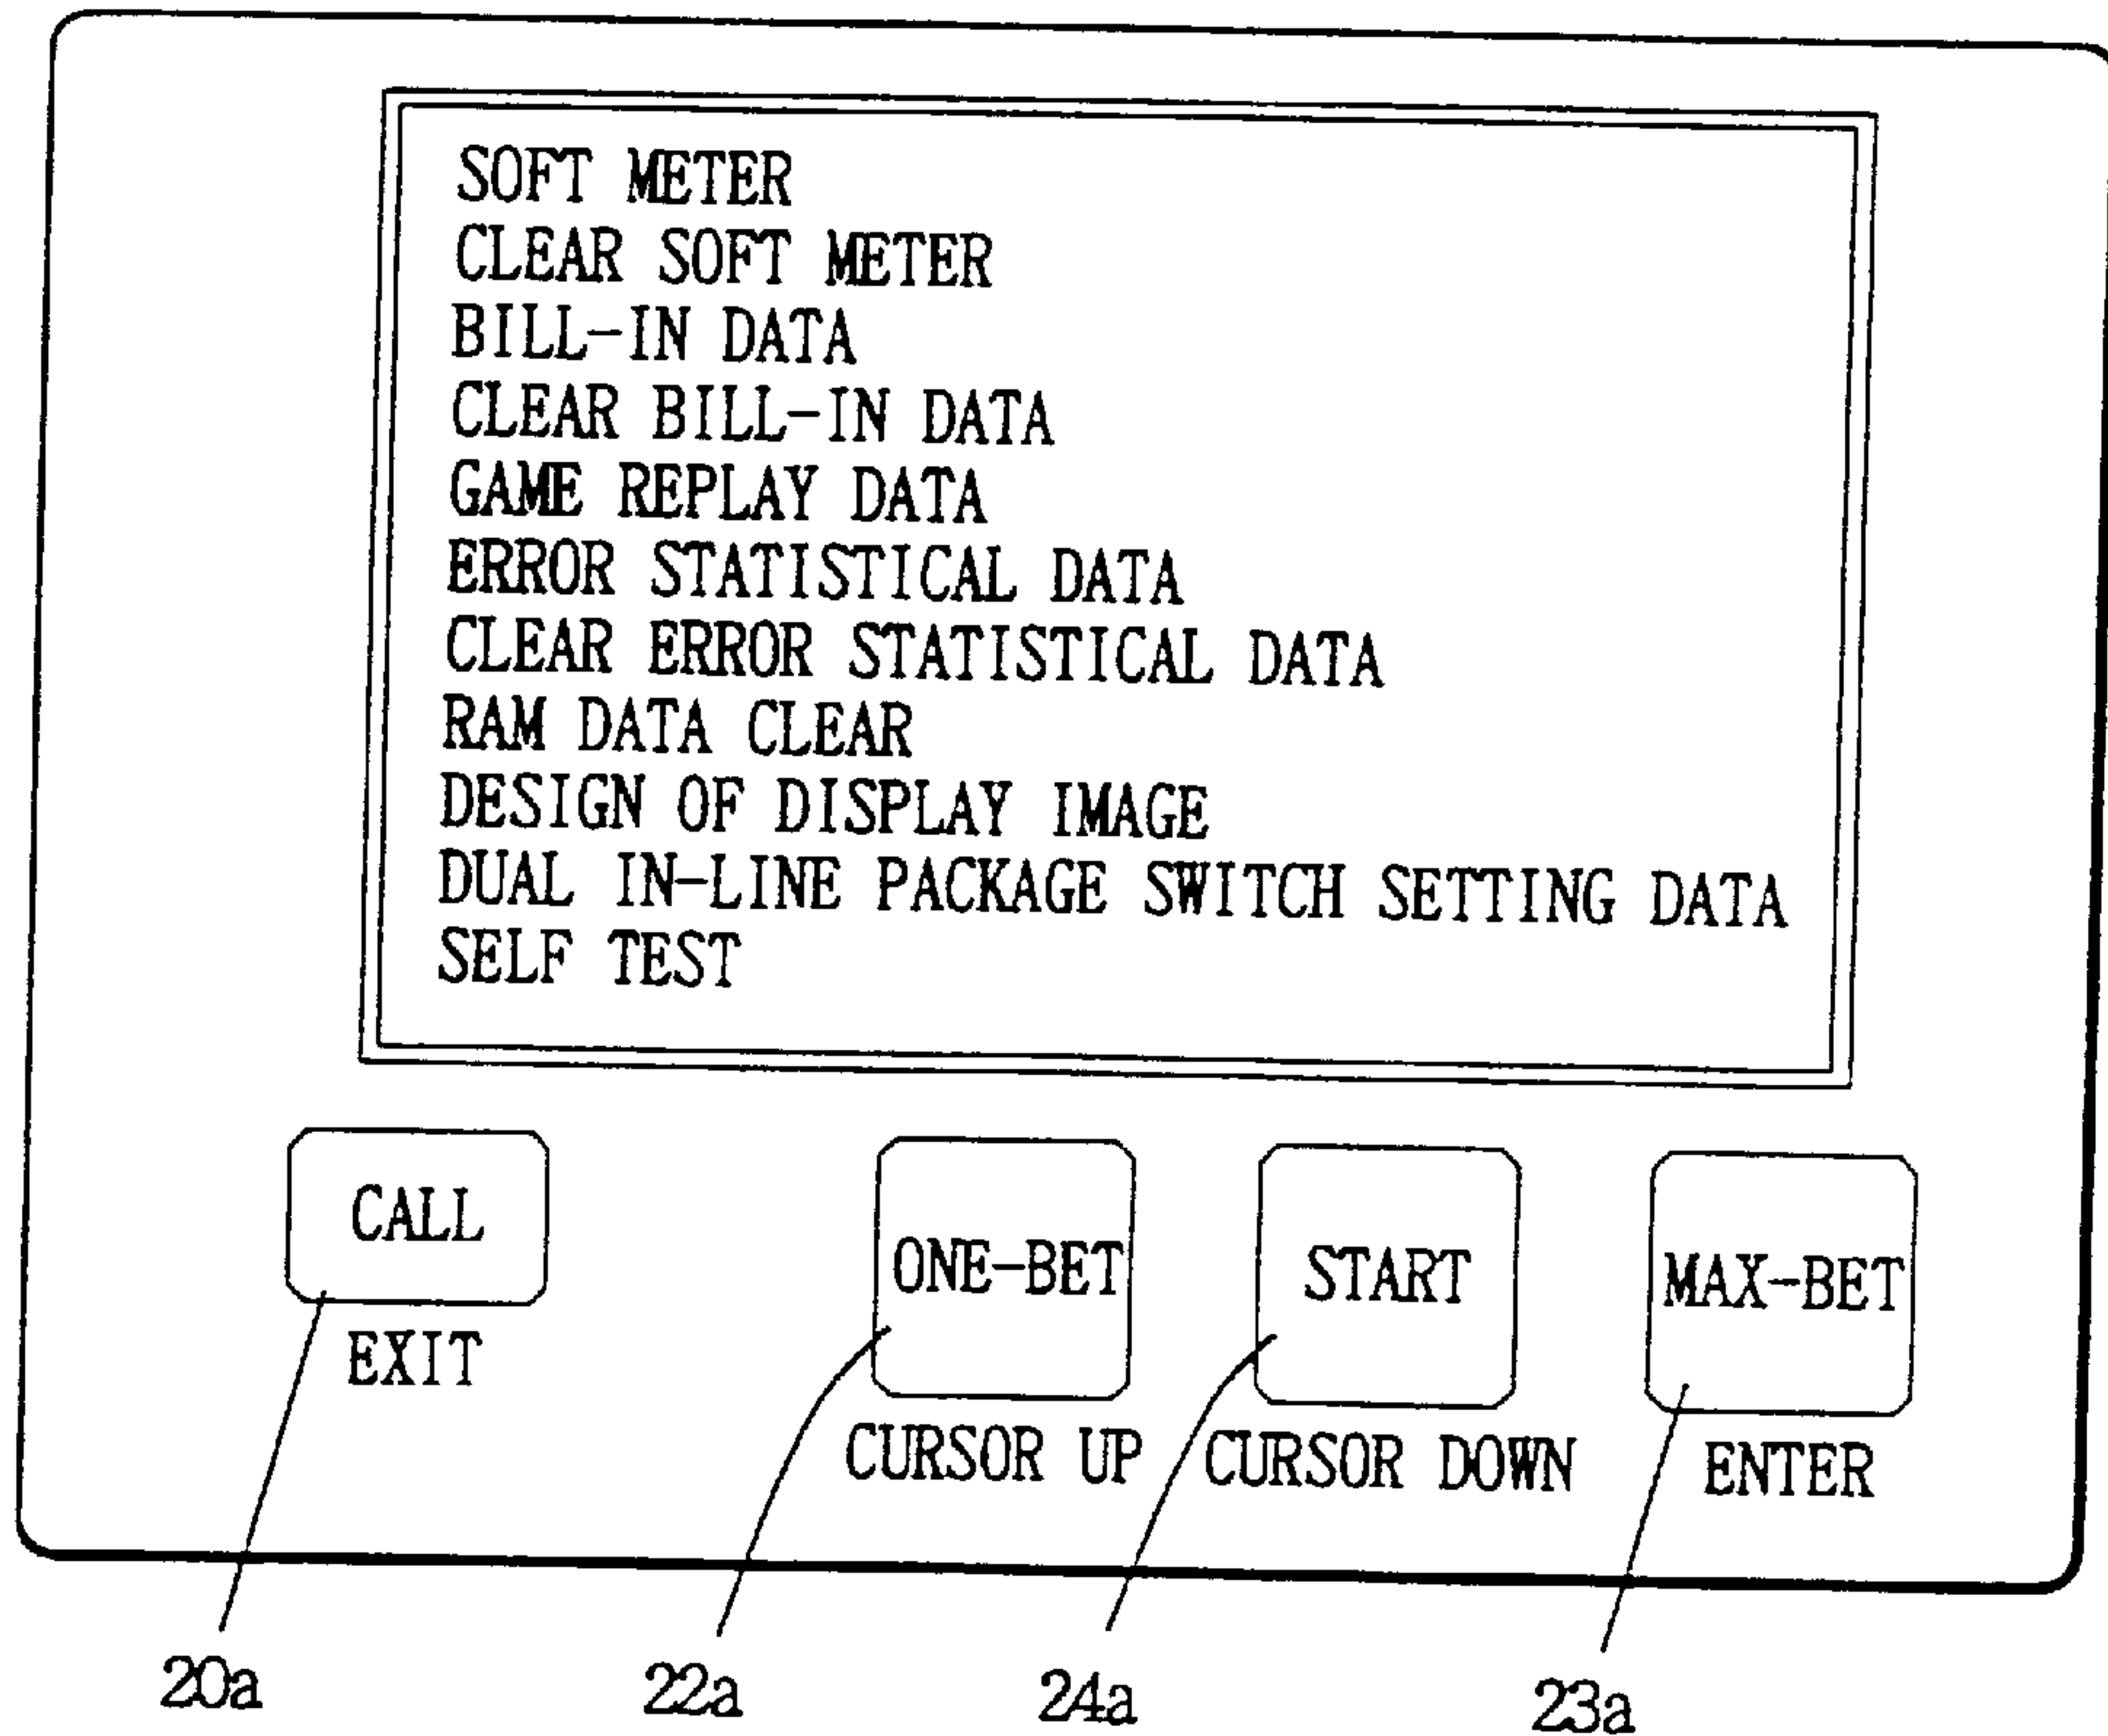 SOFT METER
CLEAR SOFT METER
BILL-IN DATA
CLEAR BILL-IN DATA
GAME REPLAY DATA
ERROR STATISTICAL DATA
CLEAR ERROR STATISTICAL DATA
RAM DATA CLEAR
DESIGN OF DISPLAY IMAGE
DUAL IN-LINE PACKAGE SWITCH SETTING DATA
SELF TEST
CALL
ONE-BET
START
MAX-BET
EXIT
CURSOR UP
CURSOR DOWN
ENTER
20a
22a
24a
23a